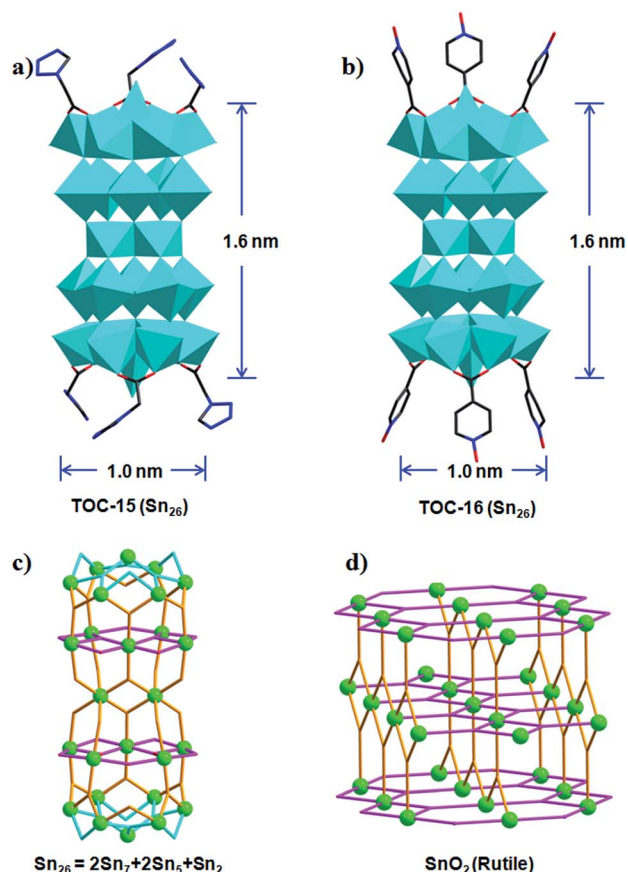 a)
b)
1.6 nm
1.6 nm
1.0 nm
1.0 nm
TOC-15 (Sn₂₆)
TOC-16 (Sn₂₆)
c)
d)
Sn₂₆ = 2Sn₇+2Sn₅+Sn₂
SnO₂ (Rutile)